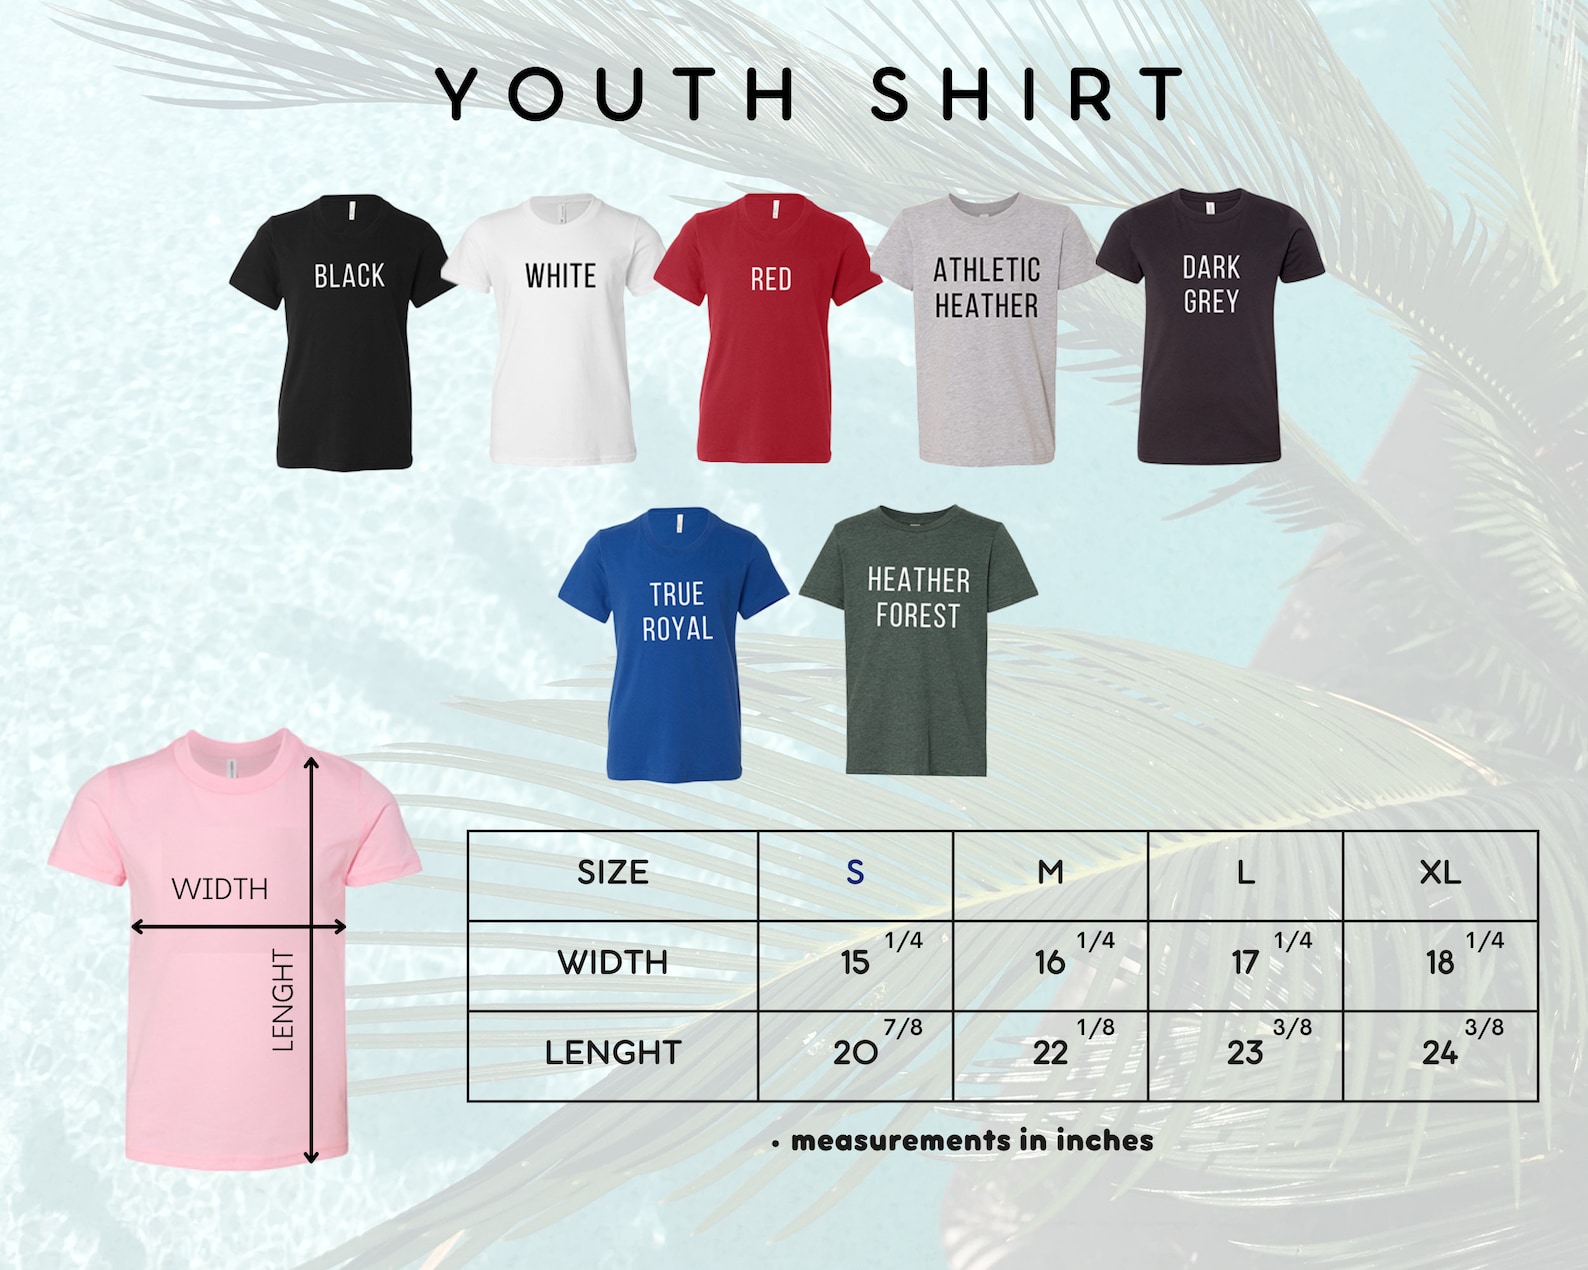 YOUTH SHIRT
BLACK
WHITE
RED
ATHLETIC
HEATHER
DARK
GREY
TRUE
ROYAL
HEATHER
FOREST
WIDTH
LENGHT
SIZE S M L XL
WIDTH 15 1/4 16 1/4 17 1/4 18 1/4
LENGHT 20 7/8 22 1/8 23 3/8 24 3/8
• measurements in inches